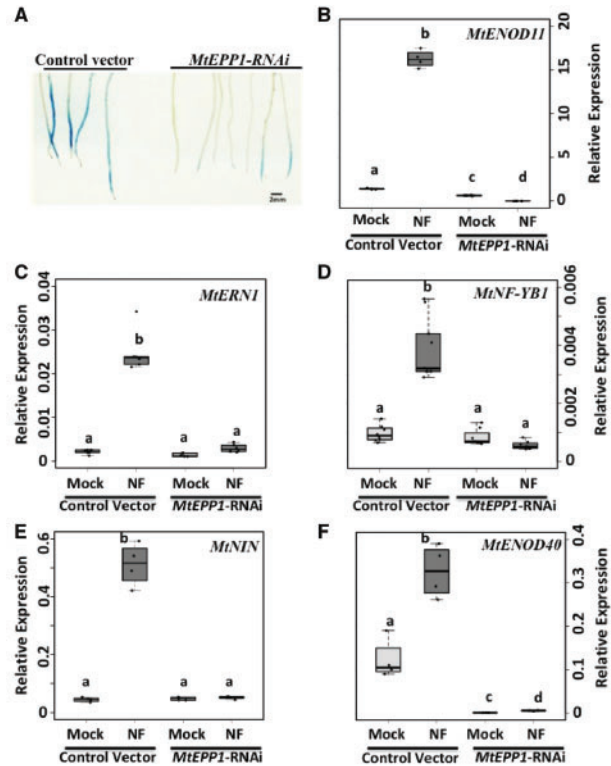 A
Control vector MtEPP1-RNAi
2mm
B
MtENOD11
20
15
10
5
0
Relative Expression
a
b
c
d
Mock NF Mock NF
Control Vector MtEPP1-RNAi
C
MtERN1
0.04
0.03
0.02
0.01
0
Relative Expression
a
b
a
a
Mock NF Mock NF
Control Vector MtEPP1-RNAi
D
MtNF-YB1
0.006
0.004
0.002
0
Relative Expression
a
b
a
a
Mock NF Mock NF
Control Vector MtEPP1-RNAi
E
MtNIN
0.6
0.4
0.2
0
Relative Expression
a
b
a
a
Mock NF Mock NF
Control Vector MtEPP1-RNAi
F
MtENOD40
0.4
0.3
0.2
0.1
0
Relative Expression
a
b
c
d
Mock NF Mock NF
Control Vector MtEPP1-RNAi